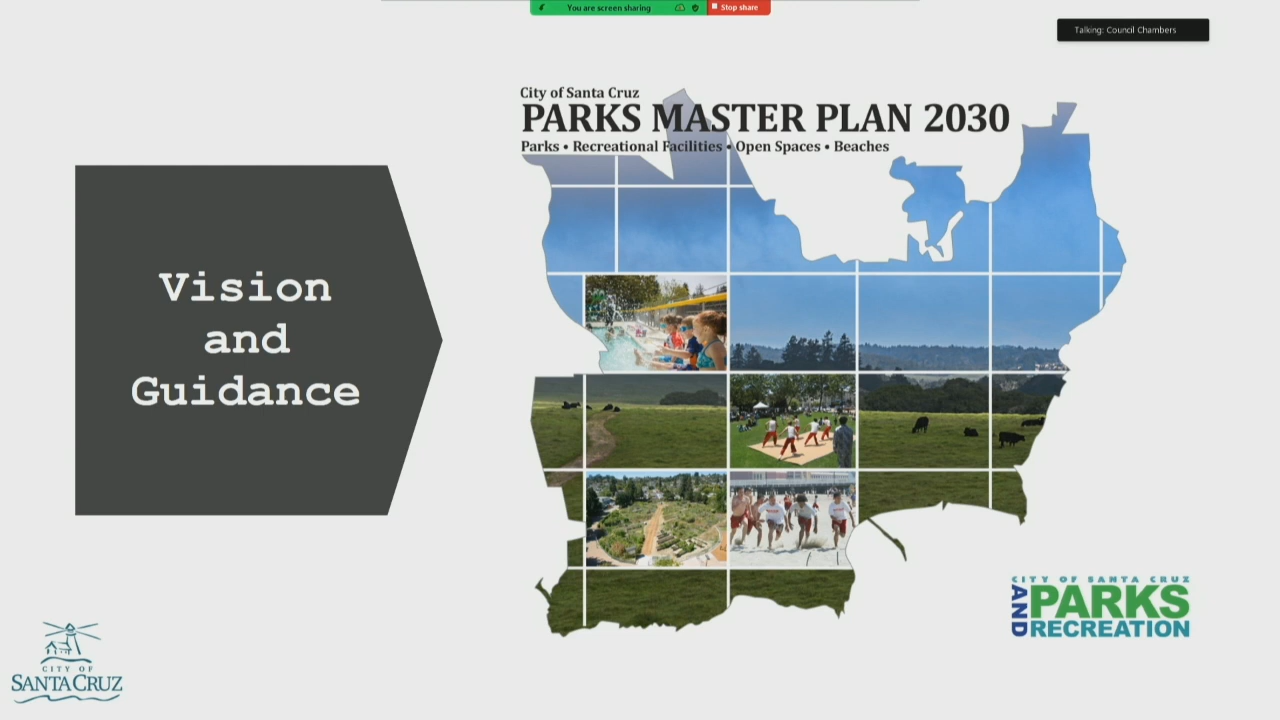 You are screen sharing
Stop share
Talking: Council Chambers
City of Santa Cruz
PARKS MASTER PLAN 2030
Parks • Recreational Facilities • Open Spaces • Beaches
Vision
and
Guidance
CITY OF SANTA CRUZ
PARKS
AND
RECREATION
CITY OF
SANTA CRUZ